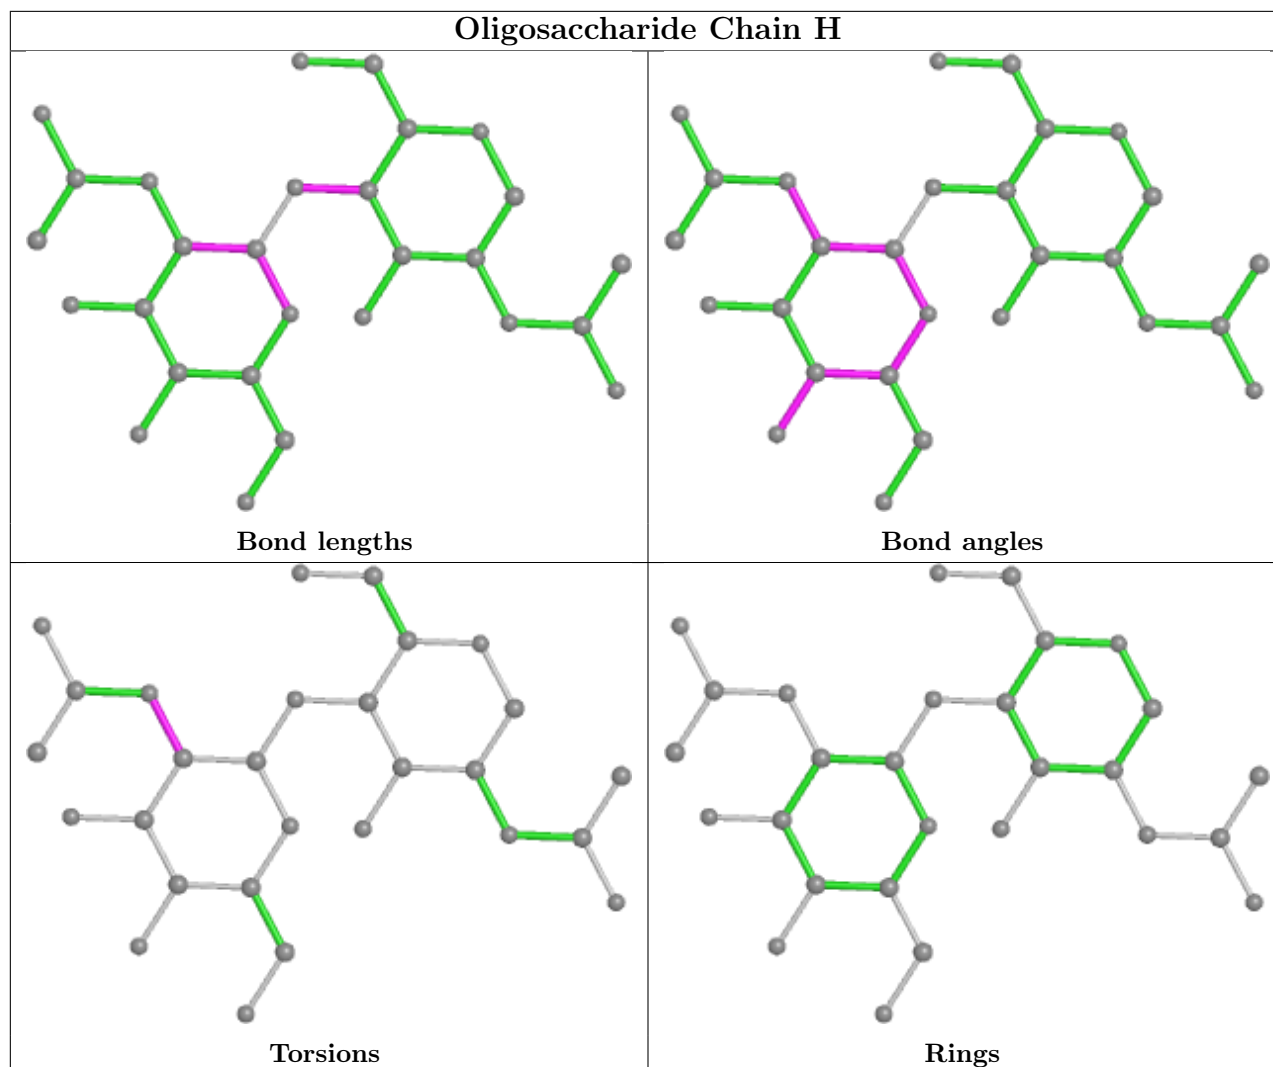 Oligosaccharide Chain H
Bond lengths
Bond angles
Torsions
Rings